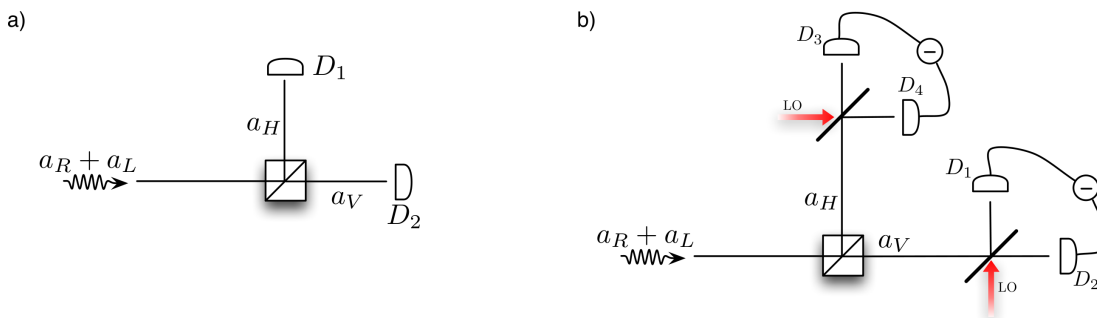 a)
D_1
a_H
a_R + a_L
a_V
D_2
b)
D_3
−
D_4
LO
D_1
−
a_H
a_R + a_L
a_V
LO
D_2